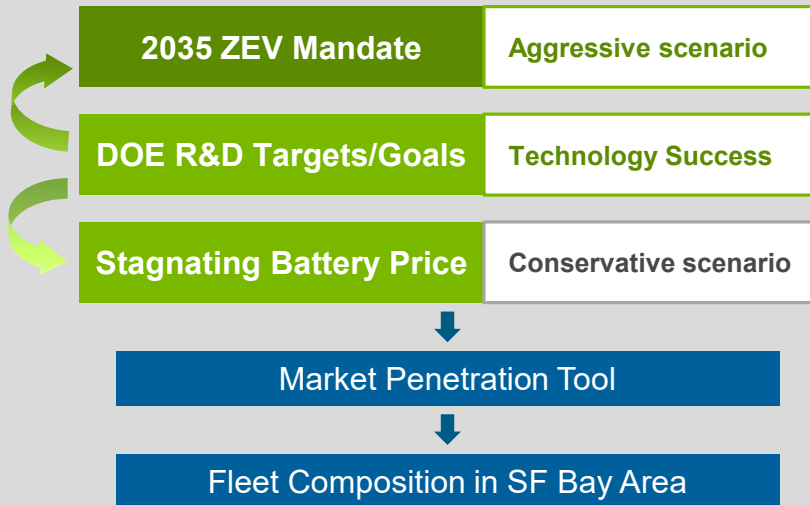 2035 ZEV Mandate
Aggressive scenario
DOE R&D Targets/Goals
Technology Success
Stagnating Battery Price
Conservative scenario
Market Penetration Tool
Fleet Composition in SF Bay Area